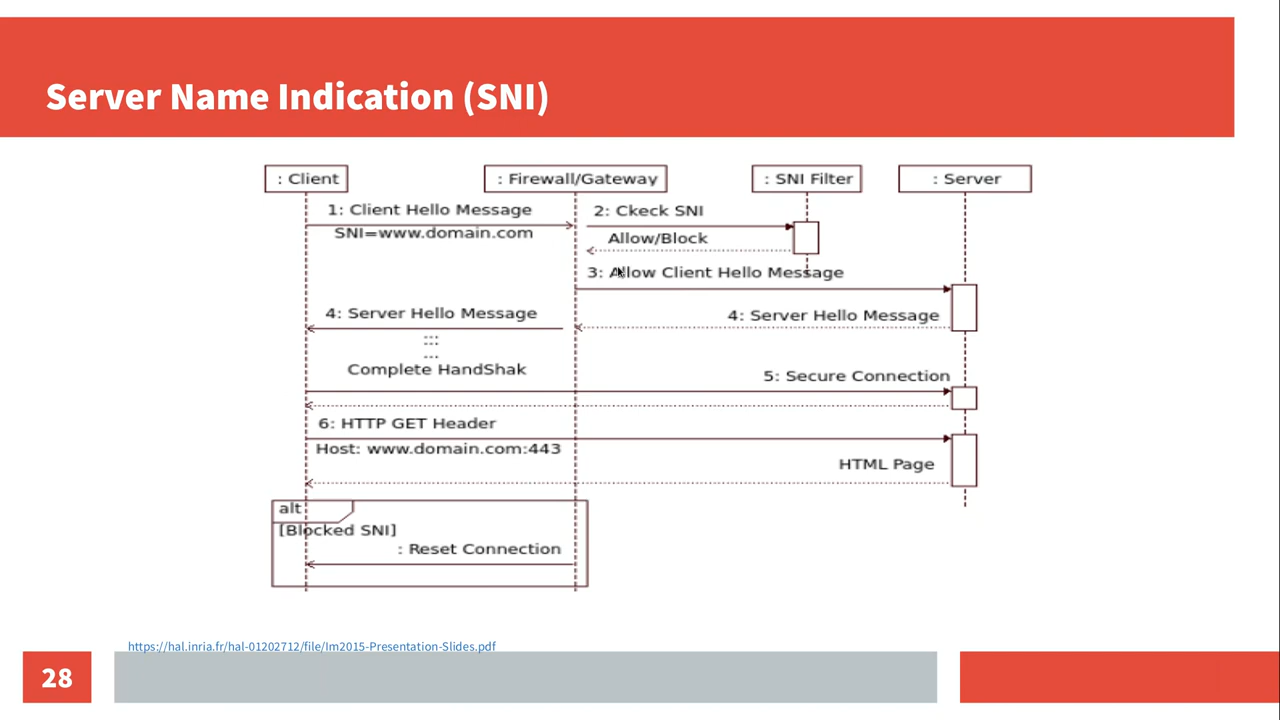 Server Name Indication (SNI)
: Client
: Firewall/Gateway
: SNI Filter
: Server
1: Client Hello Message
SNI=www.domain.com
2: Ckeck SNI
Allow/Block
3: Allow Client Hello Message
4: Server Hello Message
4: Server Hello Message
:::
...
Complete HandShak
5: Secure Connection
6: HTTP GET Header
Host: www.domain.com:443
HTML Page
alt
[Blocked SNI]
: Reset Connection
https://hal.inria.fr/hal-01202712/file/Im2015-Presentation-Slides.pdf
28